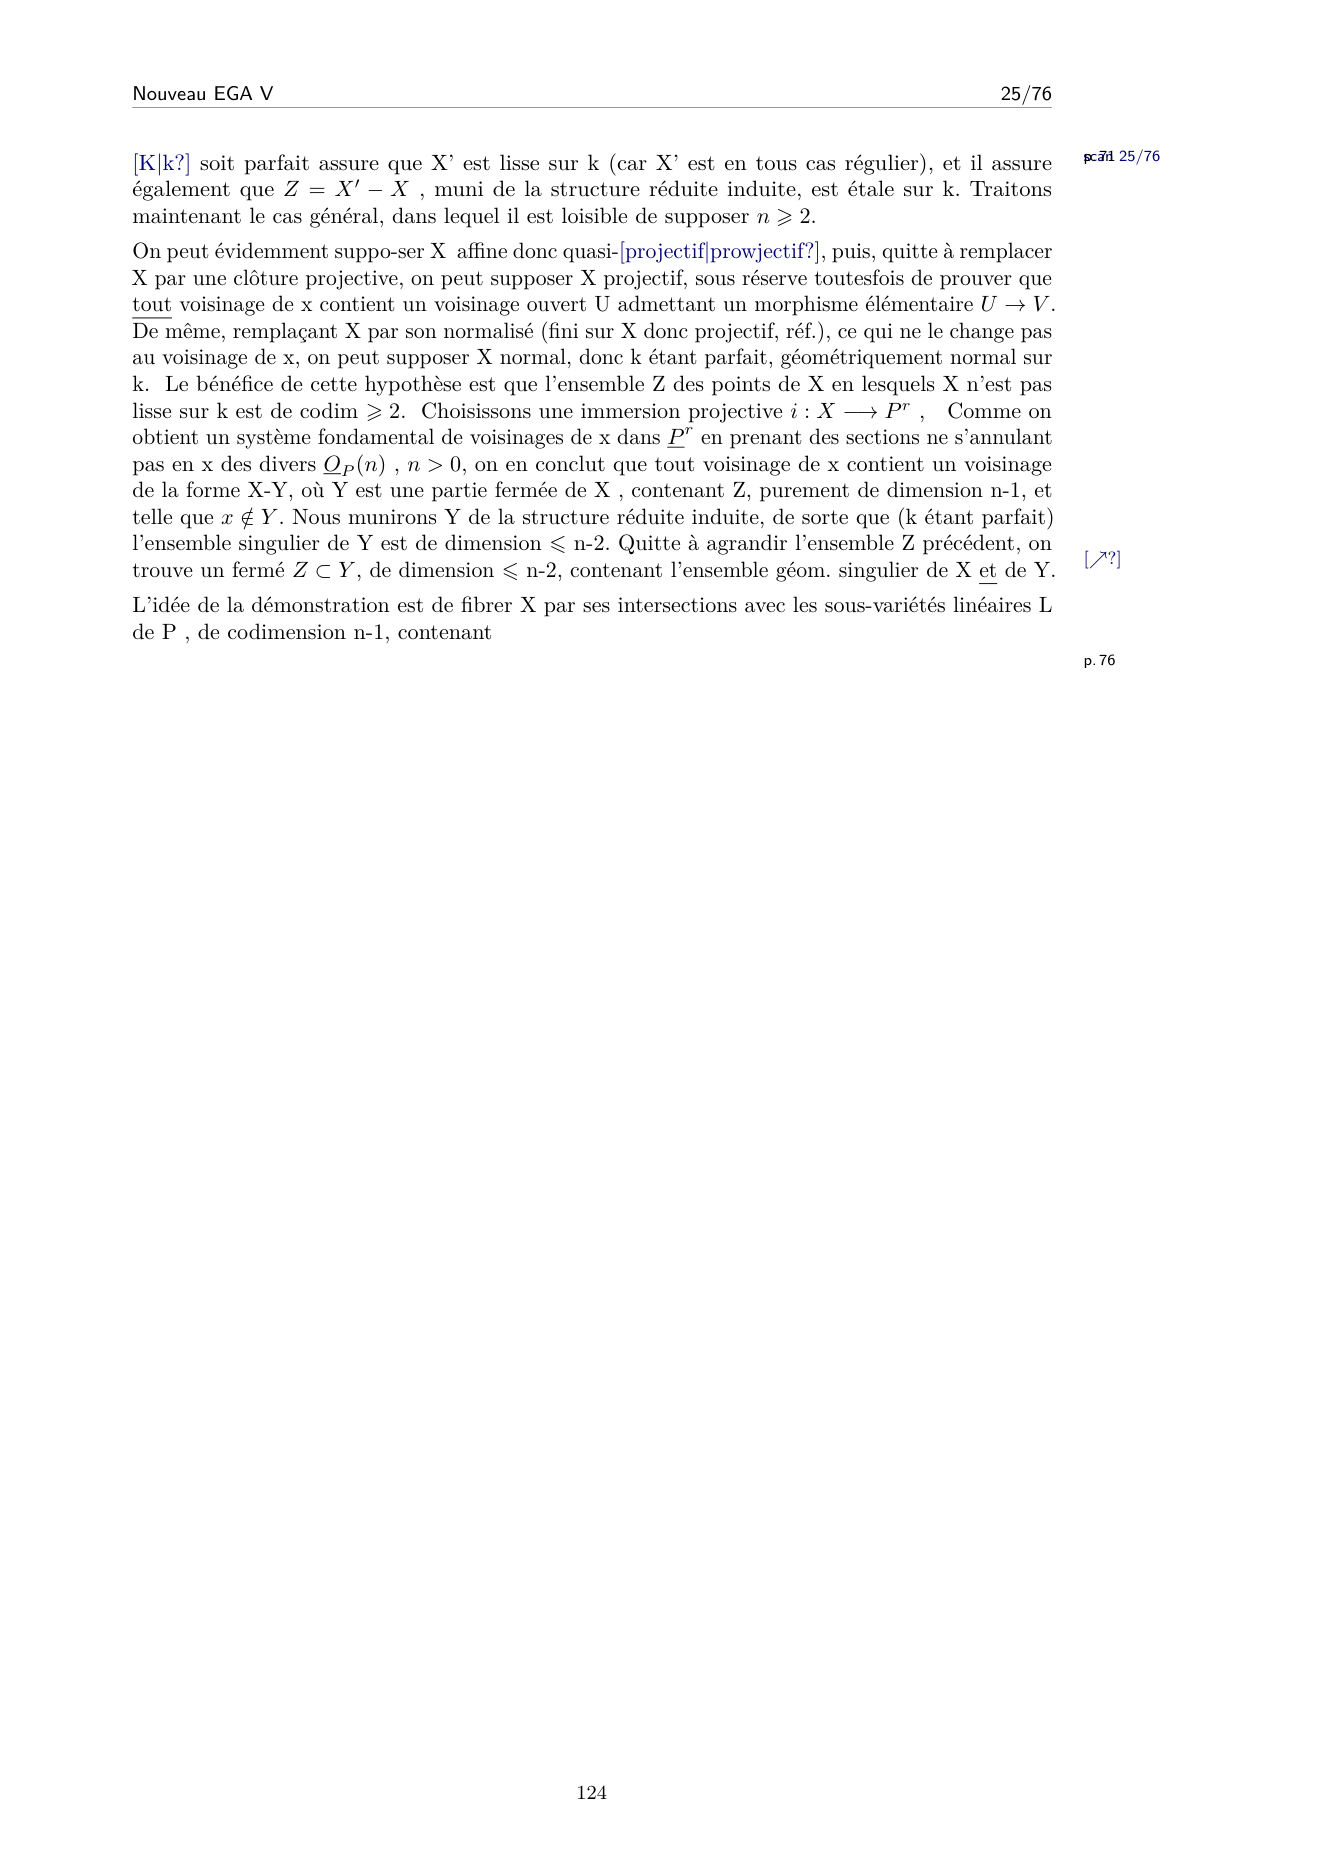 Nouveau EGA V 25/76
[K|k?] soit parfait assure que X' est lisse sur k (car X' est en tous cas régulier), et il assure
scan 25/76
p. 71
également que Z = X′ − X , muni de la structure réduite induite, est étale sur k. Traitons
maintenant le cas général, dans lequel il est loisible de supposer n ⩾ 2.
On peut évidemment suppo-ser X affine donc quasi-[projectif|prowjectif?], puis, quitte à remplacer
X par une clôture projective, on peut supposer X projectif, sous réserve toutesfois de prouver que
tout voisinage de x contient un voisinage ouvert U admettant un morphisme élémentaire U → V.
De même, remplaçant X par son normalisé (fini sur X donc projectif, réf.), ce qui ne le change pas
au voisinage de x, on peut supposer X normal, donc k étant parfait, géométriquement normal sur
k. Le bénéfice de cette hypothèse est que l'ensemble Z des points de X en lesquels X n'est pas
lisse sur k est de codim ⩾ 2. Choisissons une immersion projective i : X ⟶ P^r , Comme on
obtient un système fondamental de voisinages de x dans P^r en prenant des sections ne s'annulant
pas en x des divers O_P(n) , n > 0, on en conclut que tout voisinage de x contient un voisinage
de la forme X-Y, où Y est une partie fermée de X , contenant Z, purement de dimension n-1, et
telle que x ∉ Y. Nous munirons Y de la structure réduite induite, de sorte que (k étant parfait)
l'ensemble singulier de Y est de dimension ⩽ n-2. Quitte à agrandir l'ensemble Z précédent, on
[↗?]
trouve un fermé Z ⊂ Y, de dimension ⩽ n-2, contenant l'ensemble géom. singulier de X et de Y.
L'idée de la démonstration est de fibrer X par ses intersections avec les sous-variétés linéaires L
de P , de codimension n-1, contenant
p. 76
124